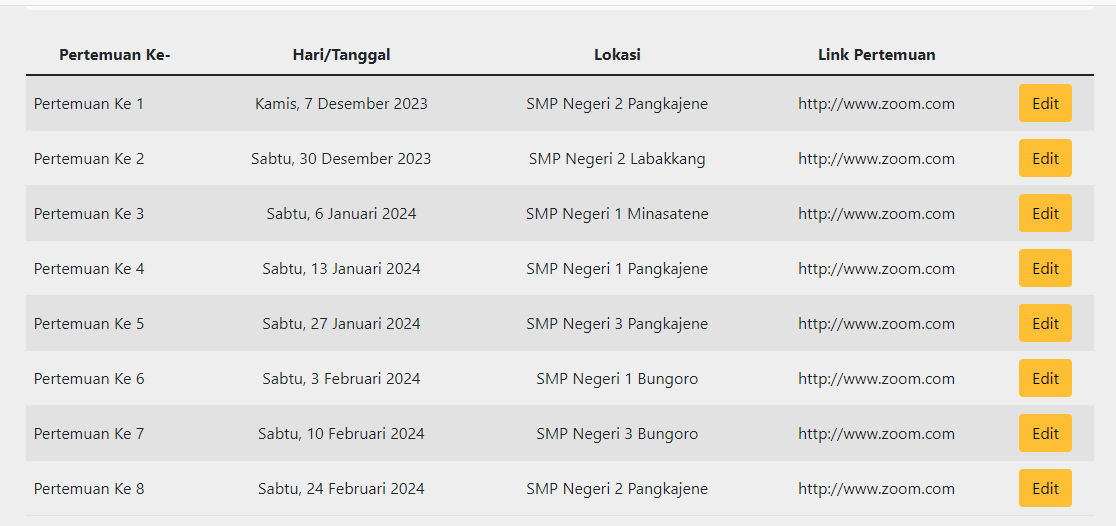 Pertemuan Ke- Hari/Tanggal Lokasi Link Pertemuan
Pertemuan Ke 1 Kamis, 7 Desember 2023 SMP Negeri 2 Pangkajene http://www.zoom.com Edit
Pertemuan Ke 2 Sabtu, 30 Desember 2023 SMP Negeri 2 Labakkang http://www.zoom.com Edit
Pertemuan Ke 3 Sabtu, 6 Januari 2024 SMP Negeri 1 Minasatene http://www.zoom.com Edit
Pertemuan Ke 4 Sabtu, 13 Januari 2024 SMP Negeri 1 Pangkajene http://www.zoom.com Edit
Pertemuan Ke 5 Sabtu, 27 Januari 2024 SMP Negeri 3 Pangkajene http://www.zoom.com Edit
Pertemuan Ke 6 Sabtu, 3 Februari 2024 SMP Negeri 1 Bungoro http://www.zoom.com Edit
Pertemuan Ke 7 Sabtu, 10 Februari 2024 SMP Negeri 3 Bungoro http://www.zoom.com Edit
Pertemuan Ke 8 Sabtu, 24 Februari 2024 SMP Negeri 2 Pangkajene http://www.zoom.com Edit